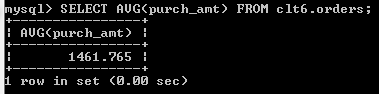 mysql> SELECT AVG(purch_amt) FROM clt6.orders;
+----------------+
| AVG(purch_amt) |
+----------------+
|       1461.765 |
+----------------+
1 row in set (0.00 sec)